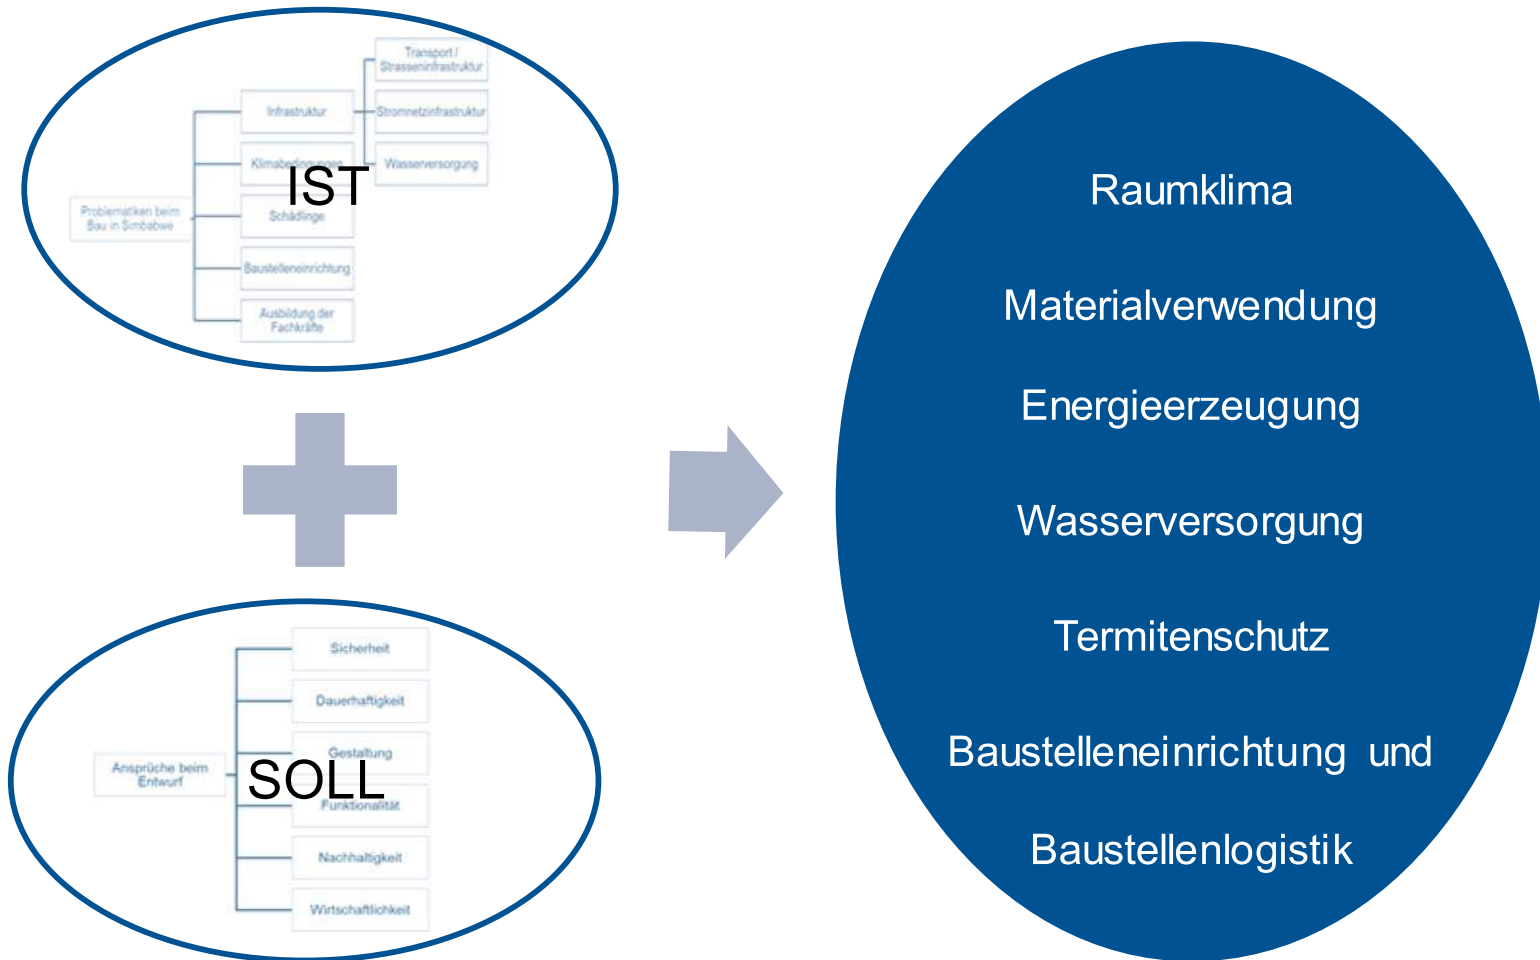 Transport /
Strasseninfrastruktur
Infrastruktur
Stromnetzinfrastruktur
Klimabedingungen
Wasserversorgung
IST
Problematiken beim
Bau in Simbabwe
Schädlinge
Baustelleneinrichtung
Ausbildung der
Fachkräfte
Sicherheit
Dauerhaftigkeit
Gestaltung
Ansprüche beim
Entwurf
SOLL
Funktionalität
Nachhaltigkeit
Wirtschaftlichkeit
Raumklima
Materialverwendung
Energieerzeugung
Wasserversorgung
Termitenschutz
Baustelleneinrichtung und
Baustellenlogistik